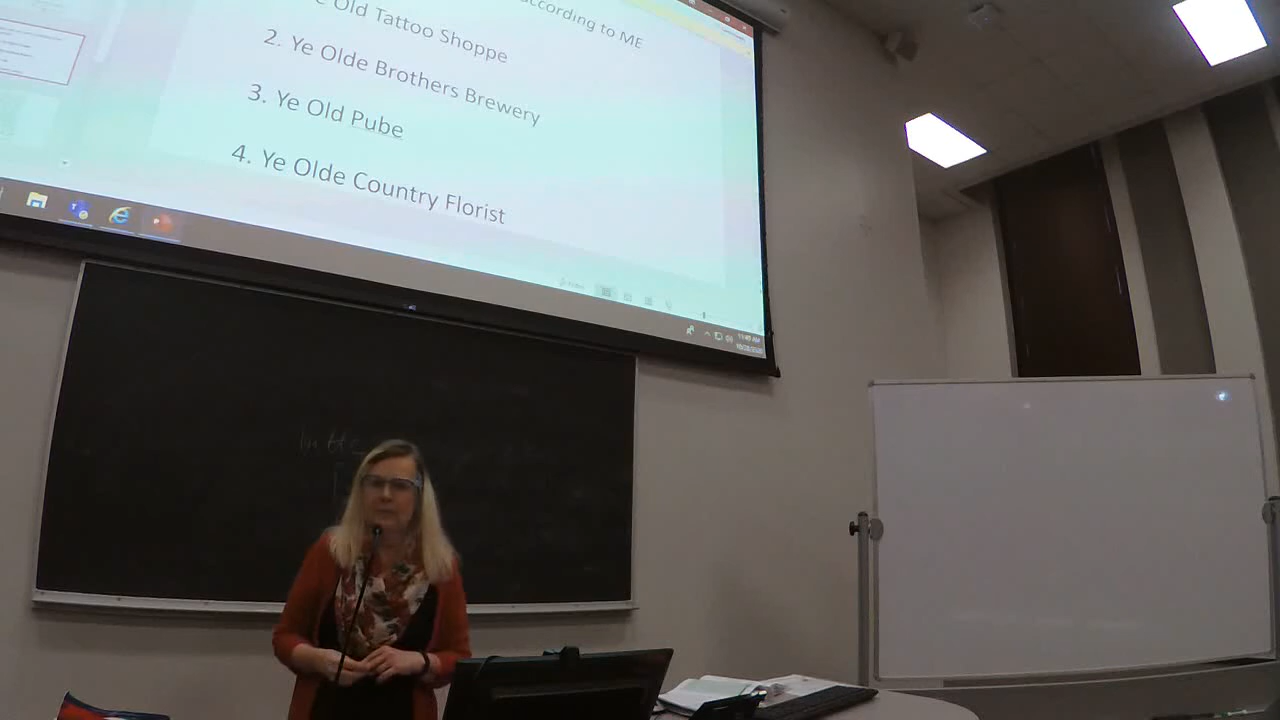 according to ME
Old Tattoo Shoppe
2. Ye Olde Brothers Brewery
3. Ye Old Pube
4. Ye Olde Country Florist